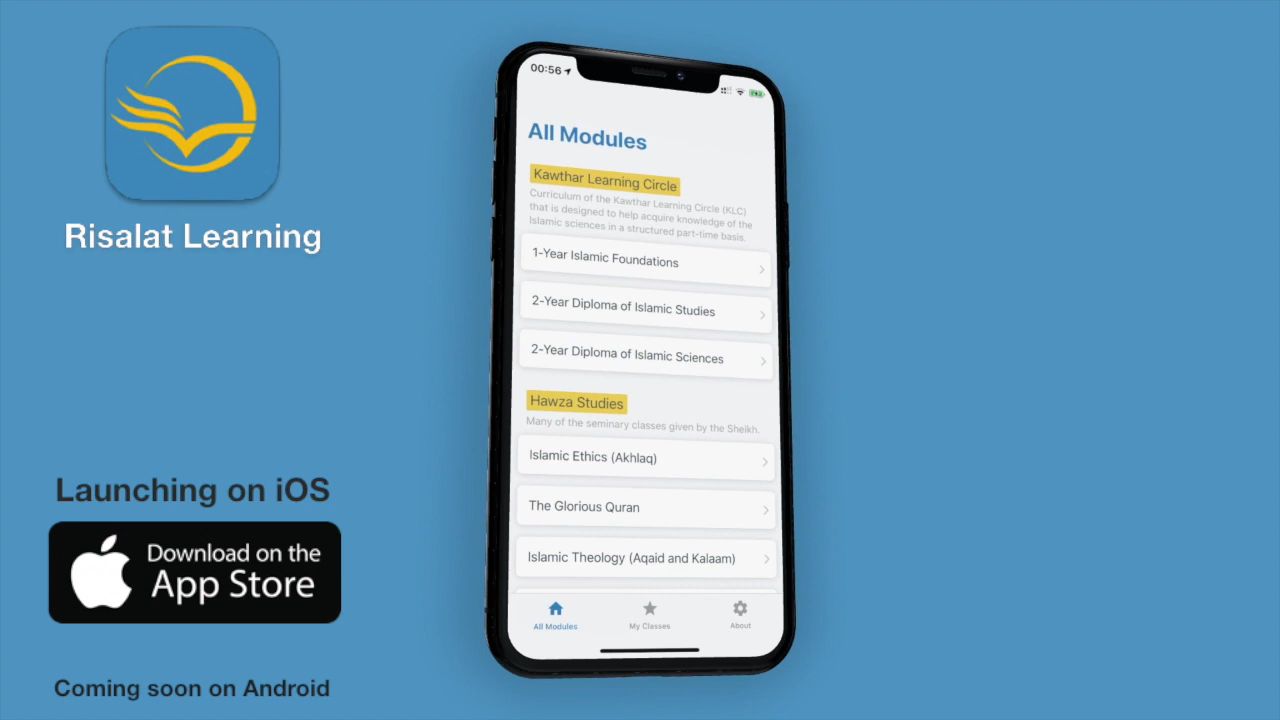 Risalat Learning
Launching on iOS
Download on the
App Store
Coming soon on Android
00:56
All Modules
Kawthar Learning Circle
Curriculum of the Kawthar Learning Circle (KLC)
that is designed to help acquire knowledge of the
Islamic sciences in a structured part-time basis.
1-Year Islamic Foundations
2-Year Diploma of Islamic Studies
2-Year Diploma of Islamic Sciences
Hawza Studies
Many of the seminary classes given by the Sheikh.
Islamic Ethics (Akhlaq)
The Glorious Quran
Islamic Theology (Aqaid and Kalaam)
All Modules
My Classes
About